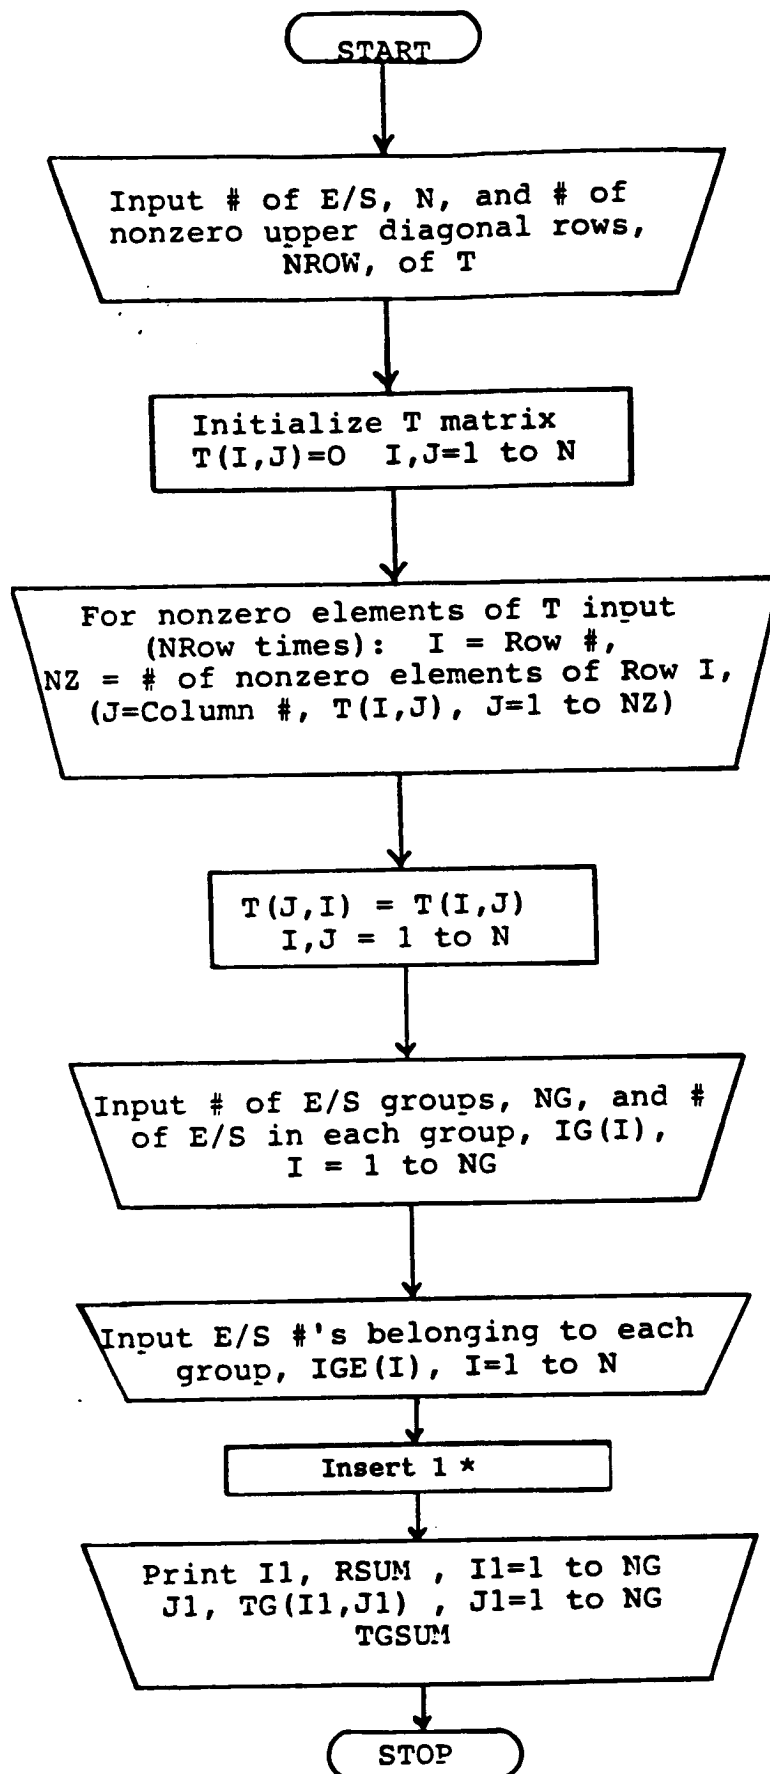 START
Input # of E/S, N, and # of
nonzero upper diagonal rows,
NROW, of T
Initialize T matrix
T(I,J)=0 I,J=1 to N
For nonzero elements of T input
(NRow times): I = Row #,
NZ = # of nonzero elements of Row I,
(J=Column #, T(I,J), J=1 to NZ)
T(J,I) = T(I,J)
I,J = 1 to N
Input # of E/S groups, NG, and #
of E/S in each group, IG(I),
I = 1 to NG
Input E/S #'s belonging to each
group, IGE(I), I=1 to N
Insert 1 *
Print I1, RSUM , I1=1 to NG
J1, TG(I1,J1) , J1=1 to NG
TGSUM
STOP